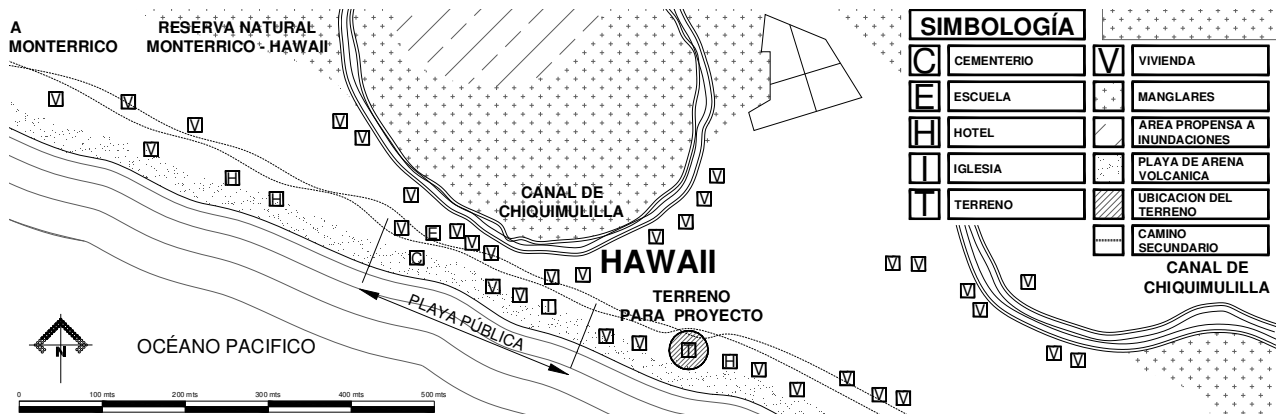 A
MONTERRICO
RESERVA NATURAL
MONTERRICO - HAWAII
SIMBOLOGÍA
C CEMENTERIO
E ESCUELA
H HOTEL
I IGLESIA
T TERRENO
V VIVIENDA
MANGLARES
AREA PROPENSA A
INUNDACIONES
PLAYA DE ARENA
VOLCANICA
UBICACION DEL
TERRENO
CAMINO
SECUNDARIO
V
V
V
V
V
V
H
H
CANAL DE
CHIQUIMULILLA
V
V
V
V
V
V
E
V
V
V
C
HAWAII
V
V
V
V
I
V
V
CANAL DE
CHIQUIMULILLA
V
V
V
V
V
TERRENO
PARA PROYECTO
PLAYA PÚBLICA
V
V
T
H
V
V
V
V
V
V
V
N
OCÉANO PACIFICO
0 100 mts 200 mts 300 mts 400 mts 500 mts